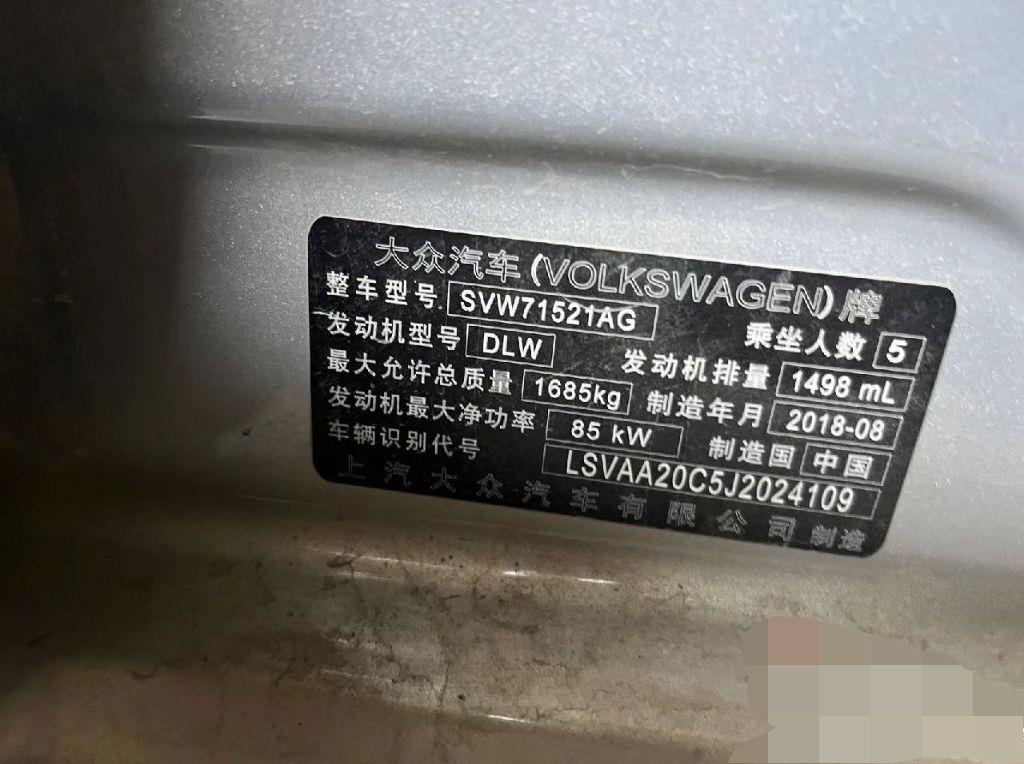 大众汽车(VOLKSWAGEN)牌
整车型号 SVW71521AG 乘坐人数 5
发动机型号 DLW 发动机排量 1498 mL
最大允许总质量 1685kg 制造年月 2018-08
发动机最大净功率 85 kW 制造国 中国
车辆识别代号 LSVAA20C5J2024109
上汽大众汽车有限公司 制造